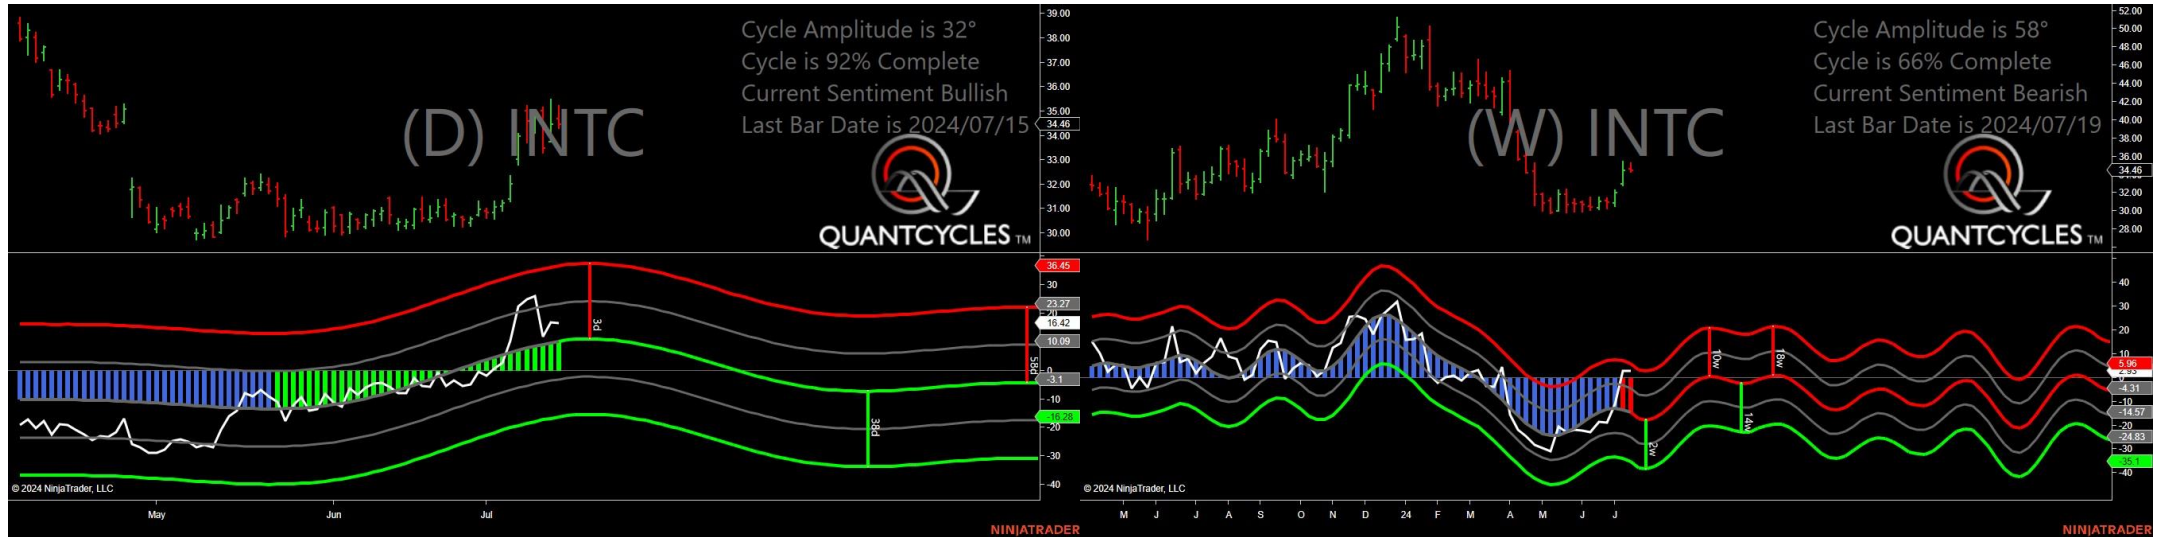 Cycle Amplitude is 32°
Cycle is 92% Complete
Current Sentiment Bullish
Last Bar Date is 2024/07/15
(D) INTC
QUANTCYCLES TM
39.00
38.00
37.00
36.00
35.00
34.46
34.00
33.00
32.00
31.00
30.00
36.45
30
23.27
20
16.42
10.09
0
-3.1
-10
-16.28
-20
-30
-40
3d
38d
58d
© 2024 NinjaTrader, LLC
May Jun Jul
NINJATRADER
Cycle Amplitude is 58°
Cycle is 66% Complete
Current Sentiment Bearish
Last Bar Date is 2024/07/19
(W) INTC
QUANTCYCLES TM
52.00
50.00
48.00
46.00
44.00
42.00
40.00
38.00
36.00
34.46
32.00
30.00
28.00
40
30
20
10
5.96
-4.31
-10
-14.57
-24.83
-30
-35.1
-40
2w
10w
14w
18w
© 2024 NinjaTrader, LLC
M J J A S O N D 24 F M A M J J
NINJATRADER